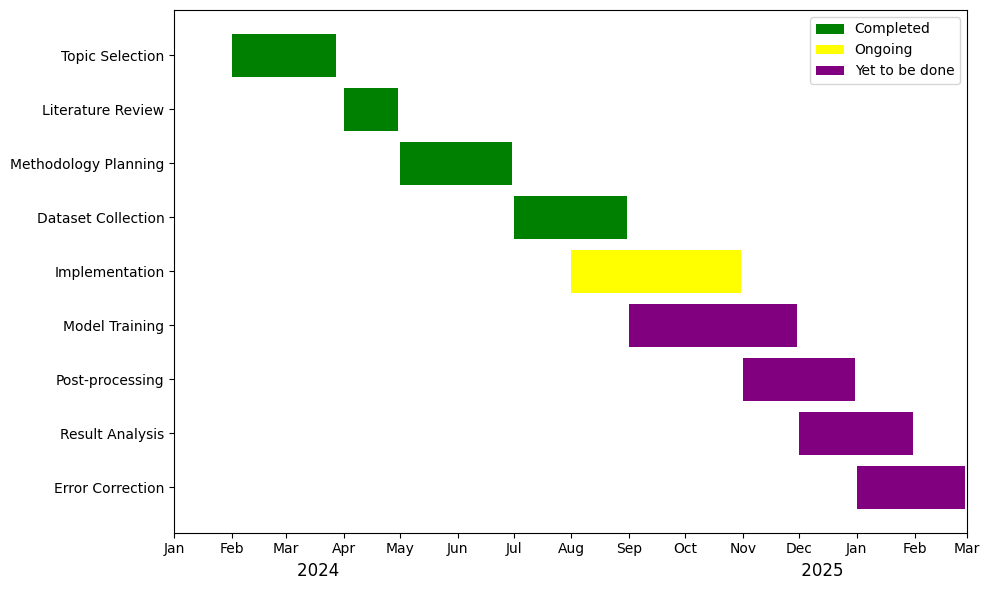 Completed
Ongoing
Yet to be done
Topic Selection
Literature Review
Methodology Planning
Dataset Collection
Implementation
Model Training
Post-processing
Result Analysis
Error Correction
Jan Feb Mar Apr May Jun Jul Aug Sep Oct Nov Dec Jan Feb Mar
2024 2025